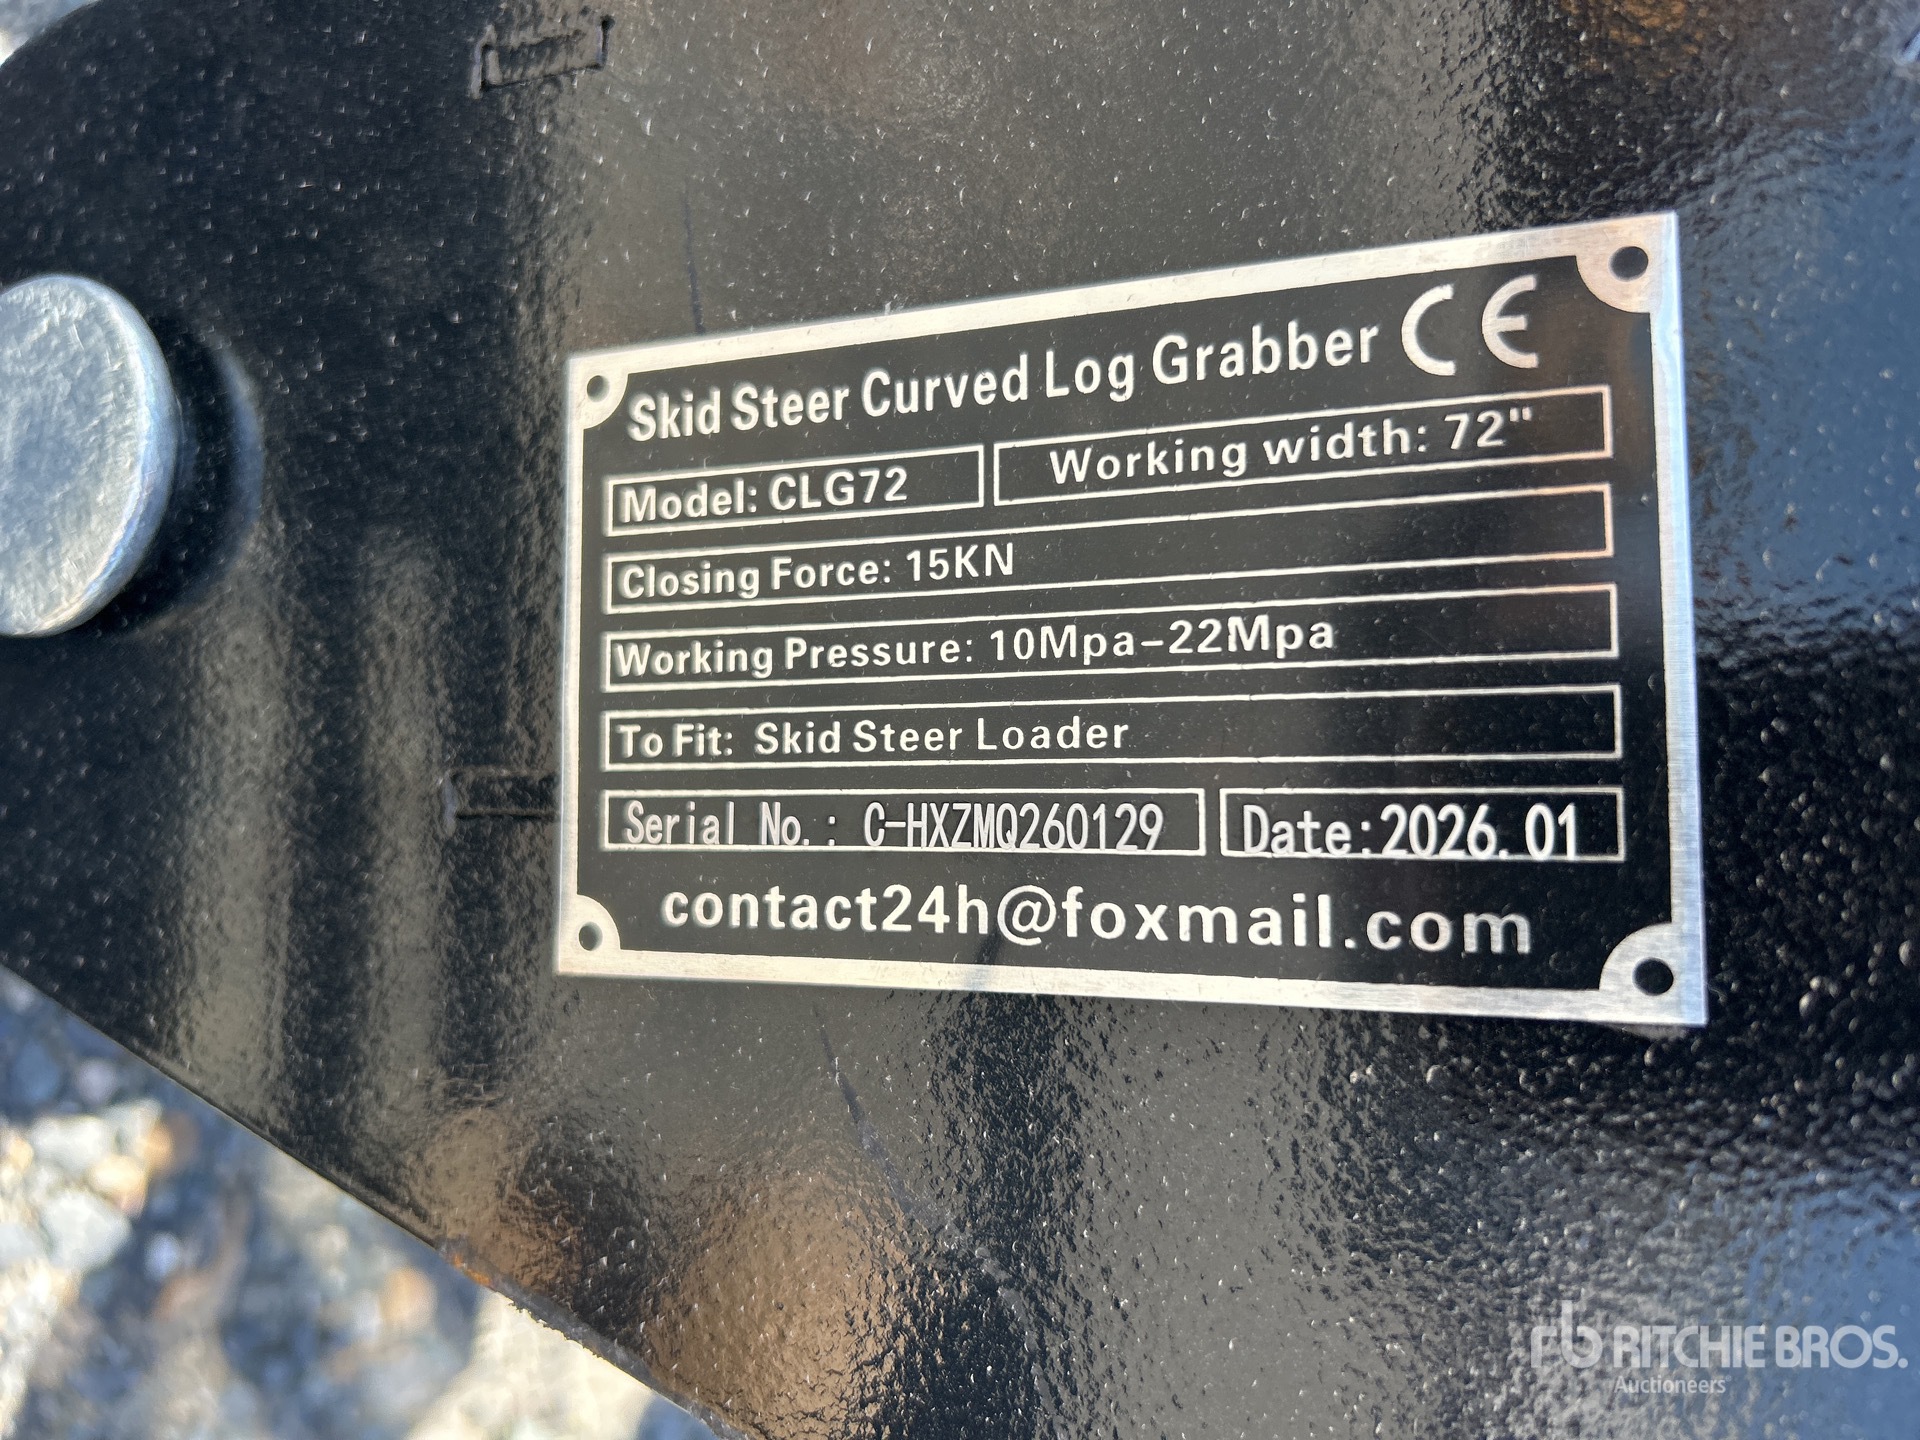 Skid Steer Curved Log Grabber CE
Model: CLG72 Working width: 72"
Closing Force: 15KN
Working Pressure: 10Mpa-22Mpa
To Fit: Skid Steer Loader
Serial No.: C-HXZMQ260129 Date:2026.01
contact24h@foxmail.com
rb RITCHIE BROS.
Auctioneers